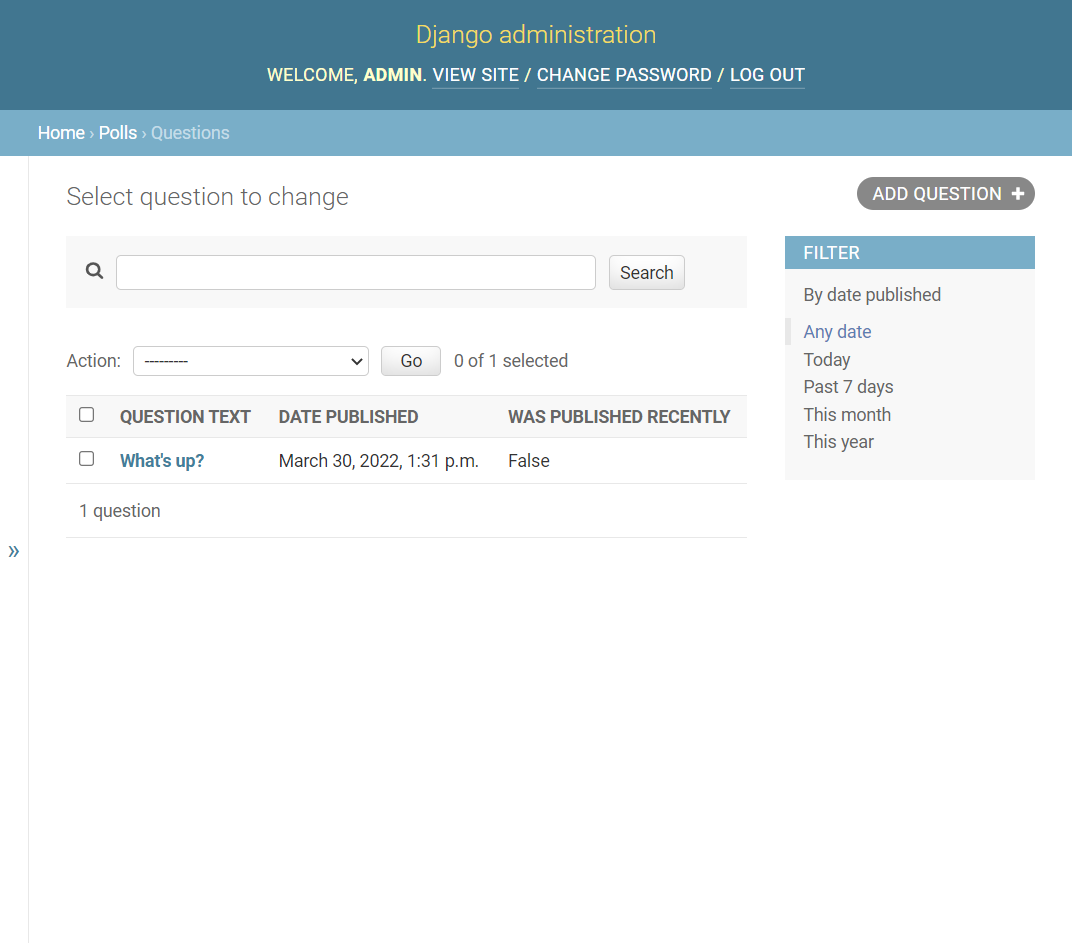 Django administration
WELCOME, ADMIN. VIEW SITE / CHANGE PASSWORD / LOG OUT
Home › Polls › Questions
Select question to change
ADD QUESTION +
Search
Action: --------- Go 0 of 1 selected
QUESTION TEXT DATE PUBLISHED WAS PUBLISHED RECENTLY
What's up? March 30, 2022, 1:31 p.m. False
1 question
FILTER
By date published
Any date
Today
Past 7 days
This month
This year
»